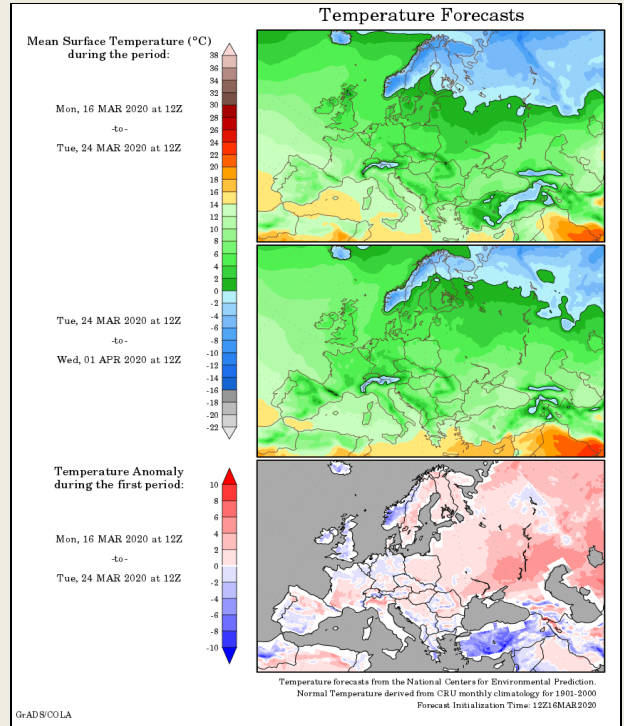 Temperature Forecasts
Mean Surface Temperature (°C)
during the period:
Mon, 16 MAR 2020 at 12Z
-to-
Tue, 24 MAR 2020 at 12Z
38
36
34
32
30
28
26
24
22
20
18
16
14
12
10
8
6
4
2
0
-2
-4
-6
-8
-10
-12
-14
-16
-18
-20
-22
Tue, 24 MAR 2020 at 12Z
-to-
Wed, 01 APR 2020 at 12Z
Temperature Anomaly
during the first period:
Mon, 16 MAR 2020 at 12Z
-to-
Tue, 24 MAR 2020 at 12Z
10
8
6
4
2
0
-2
-4
-6
-8
-10
Temperature forecasts from the National Centers for Environmental Prediction.
Normal Temperature derived from CRU monthly climatology for 1901-2000
Forecast Initialization Time: 12Z16MAR2020
GrADS/COLA